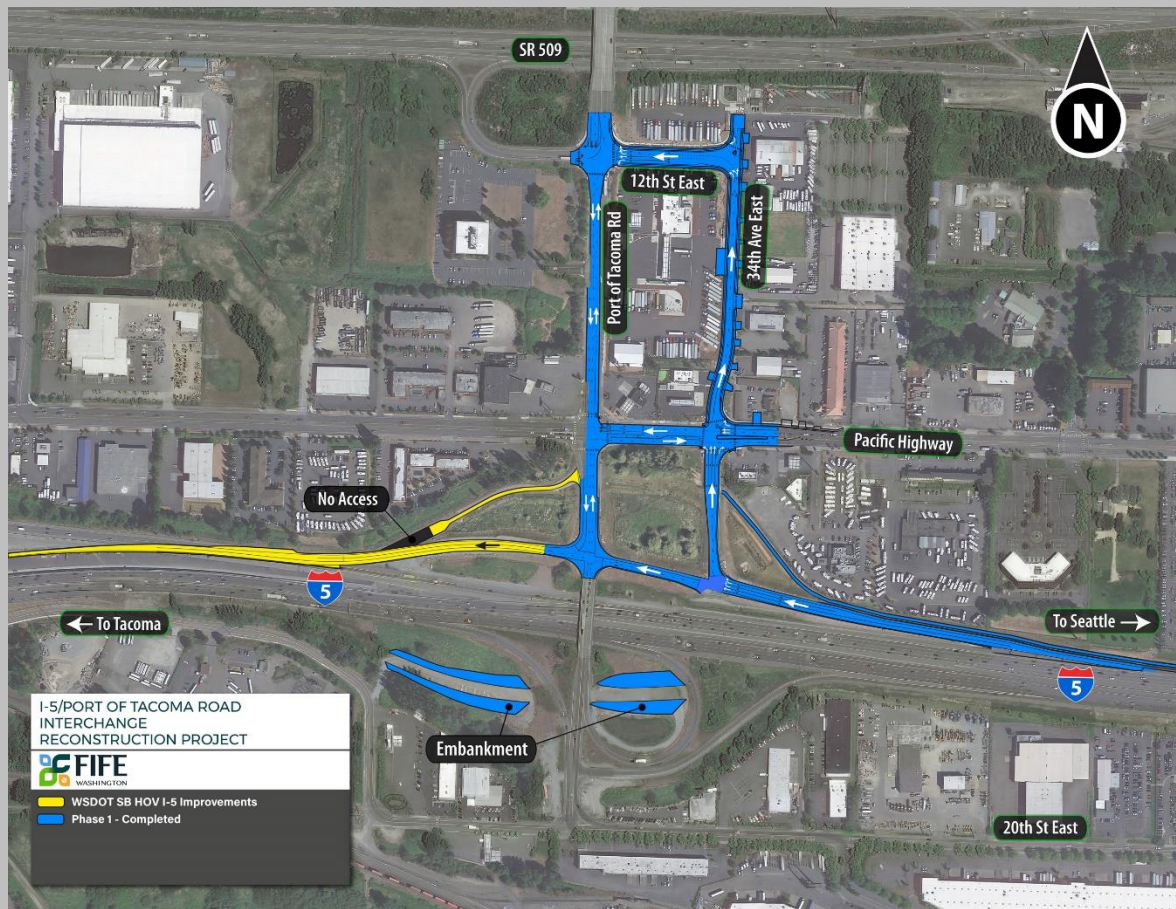 SR 509
N
12th St East
Port of Tacoma Rd
34th Ave East
Pacific Highway
No Access
5
To Tacoma
To Seattle
5
Embankment
20th St East
I-5/PORT OF TACOMA ROAD
INTERCHANGE
RECONSTRUCTION PROJECT
FIFE
WASHINGTON
WSDOT SB HOV I-5 Improvements
Phase 1 - Completed